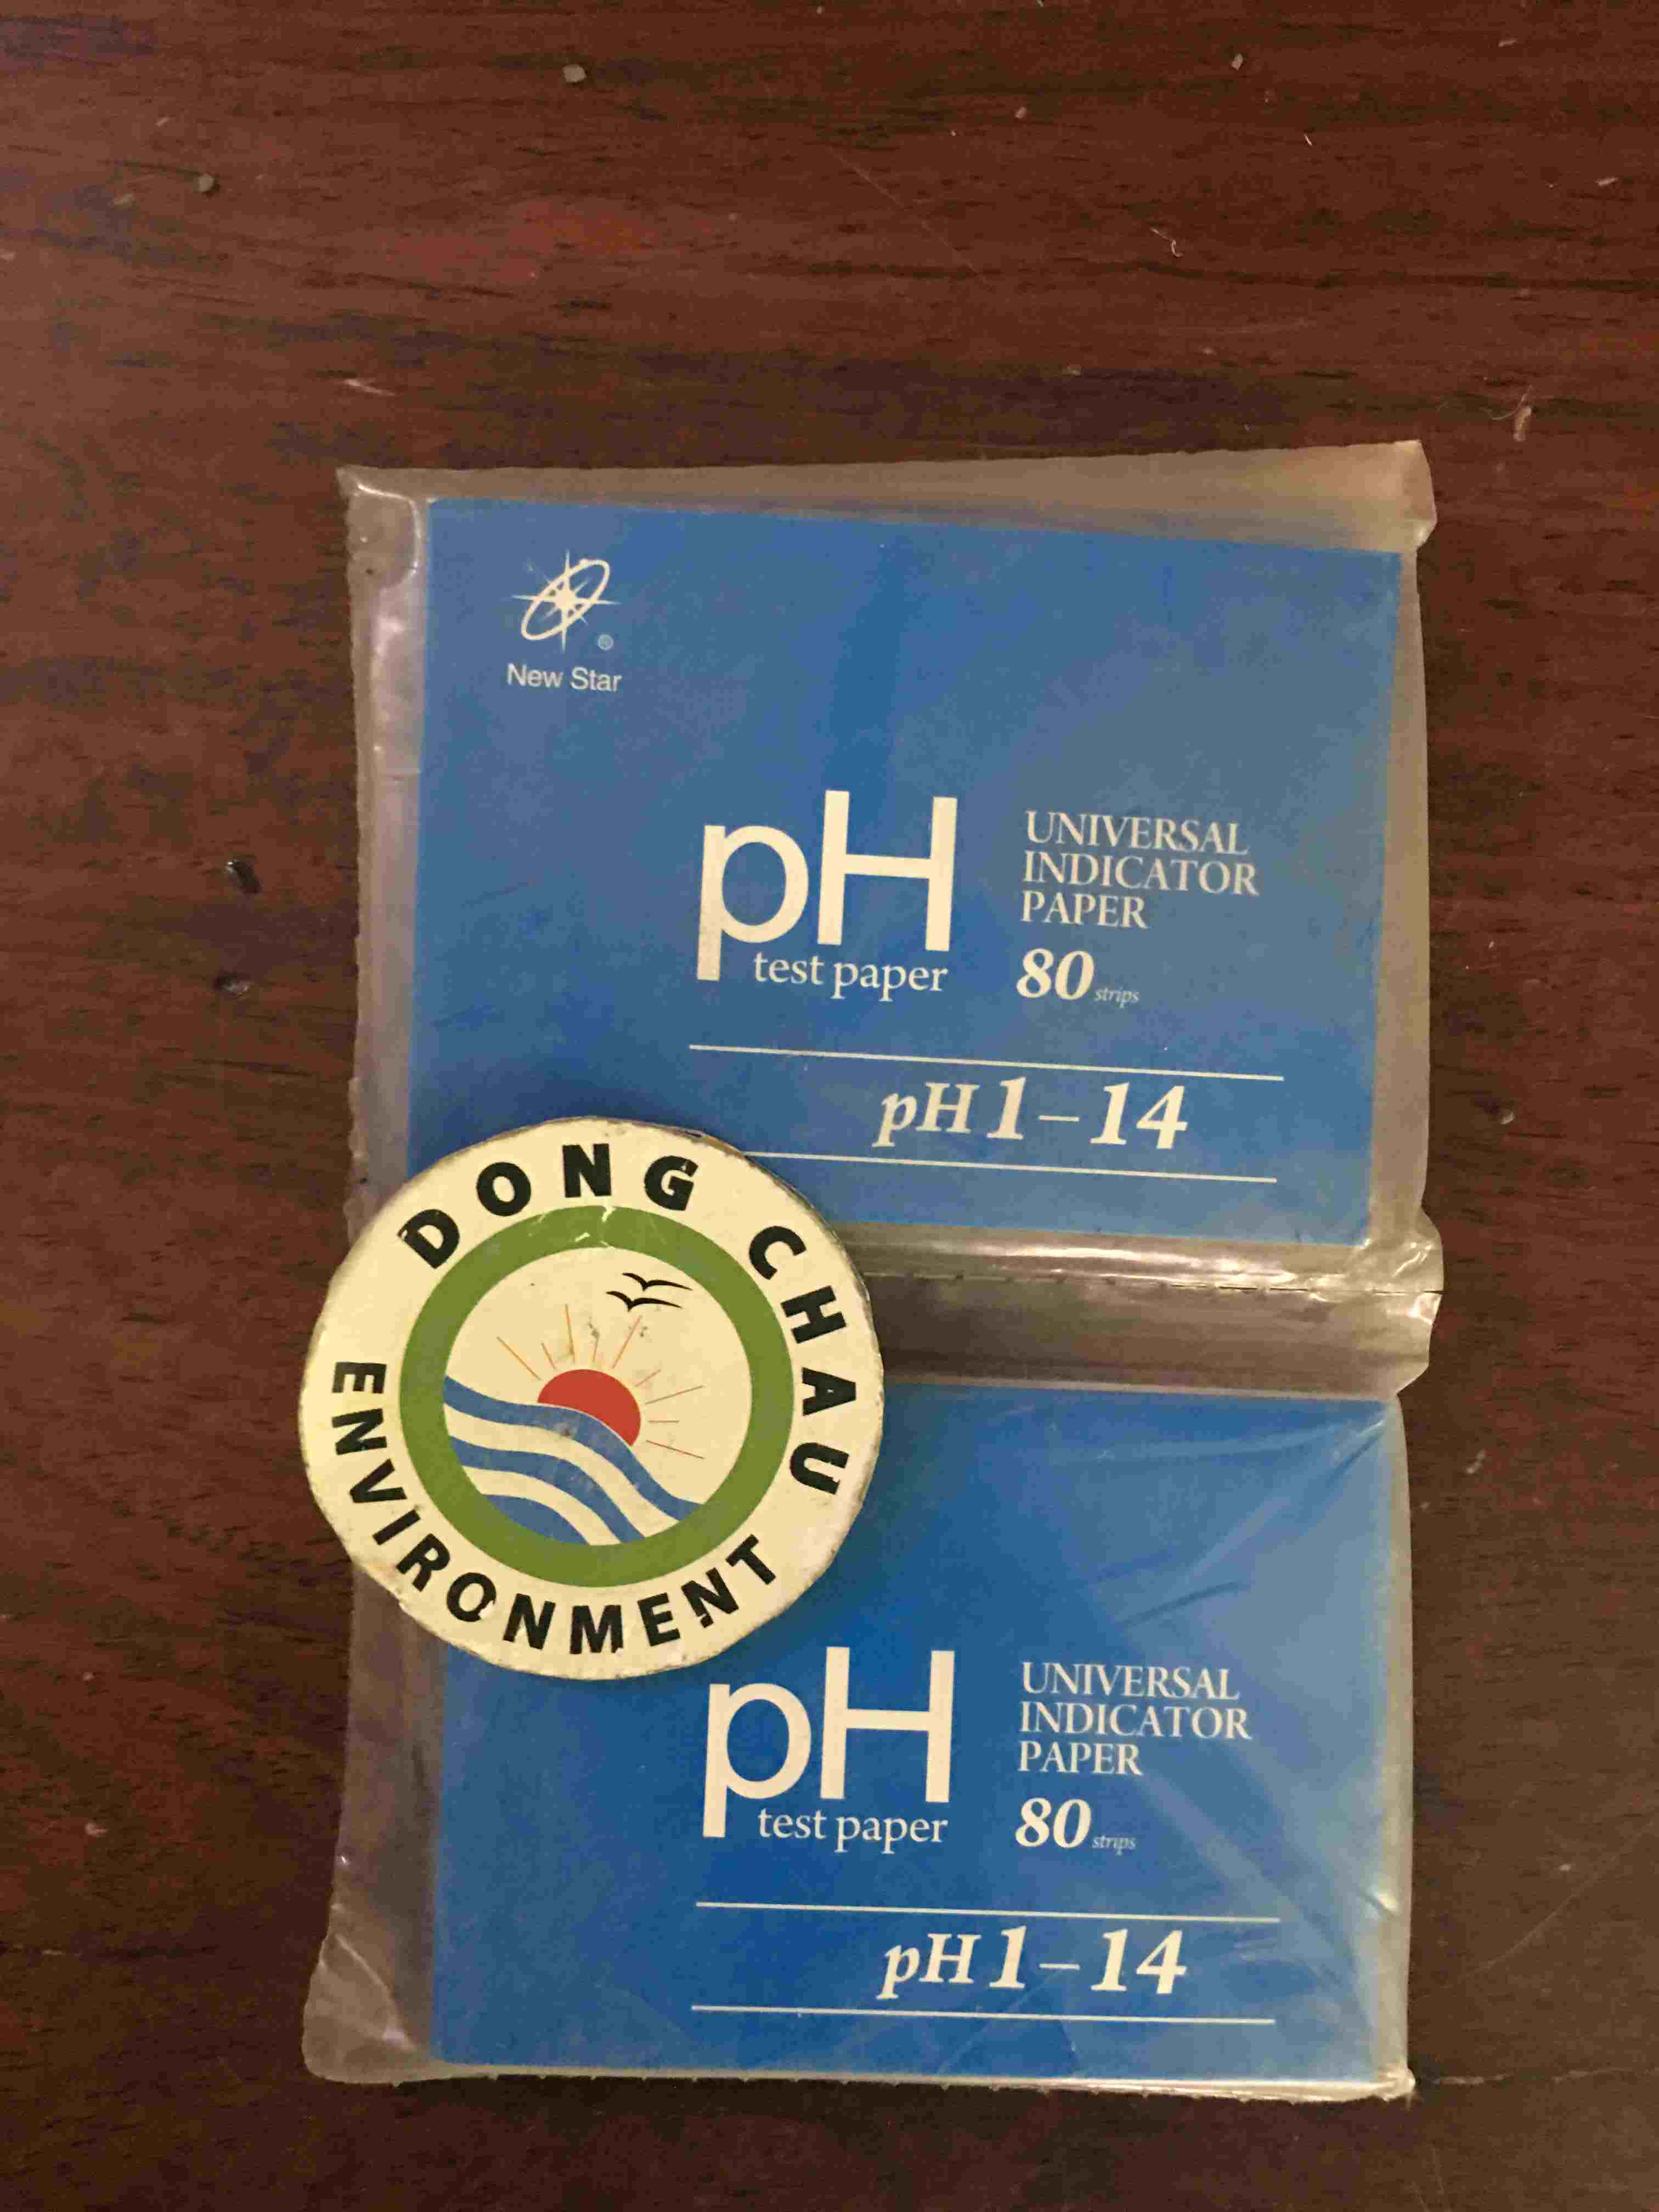 ®
New Star
pH
test paper
UNIVERSAL
INDICATOR
PAPER
80 strips
pH 1–14
DONG CHAU
ENVIRONMENT
pH
test paper
UNIVERSAL
INDICATOR
PAPER
80 strips
pH 1–14